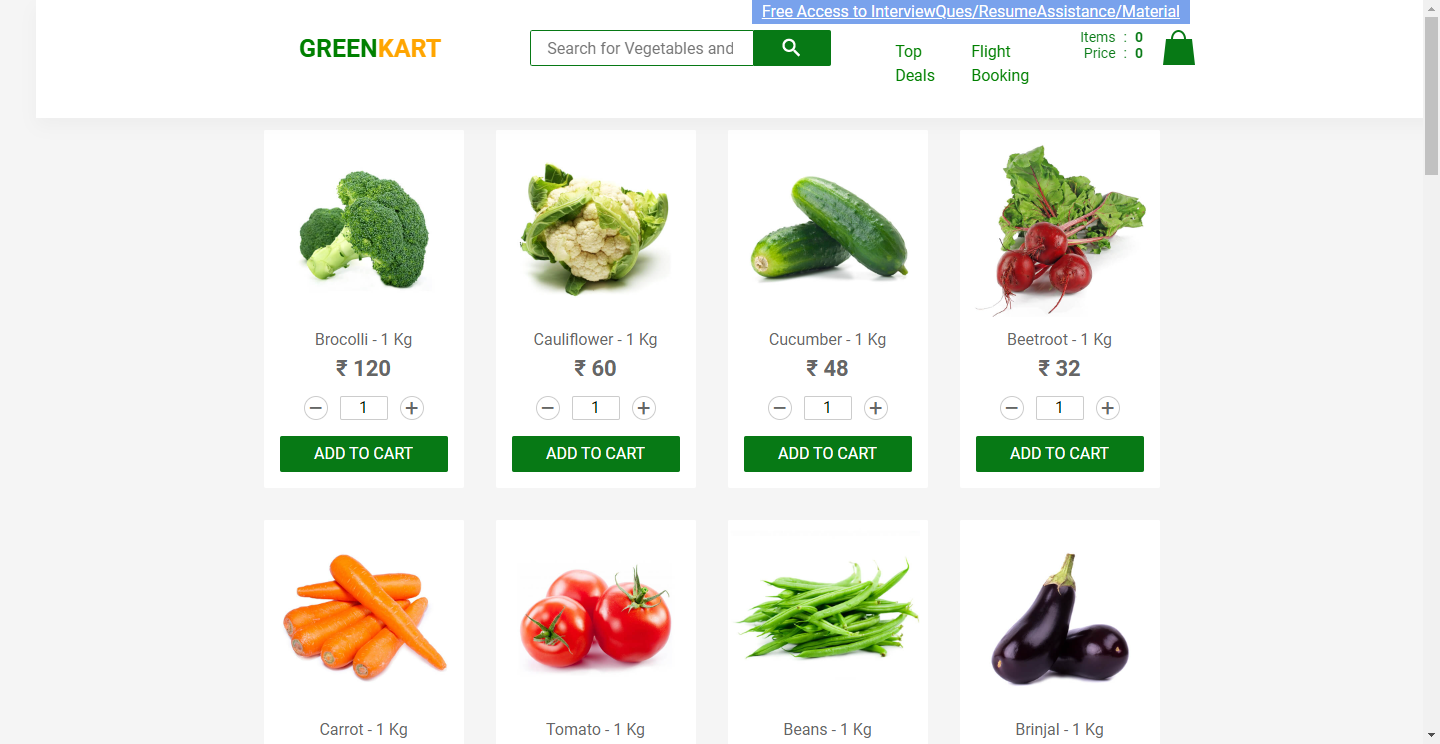 Free Access to InterviewQues/ResumeAssistance/Material
GREENKART
Search for Vegetables and
Top Deals
Flight Booking
Items : 0
Price : 0
Brocolli - 1 Kg
₹ 120
− 1 +
ADD TO CART
Cauliflower - 1 Kg
₹ 60
− 1 +
ADD TO CART
Cucumber - 1 Kg
₹ 48
− 1 +
ADD TO CART
Beetroot - 1 Kg
₹ 32
− 1 +
ADD TO CART
Carrot - 1 Kg
Tomato - 1 Kg
Beans - 1 Kg
Brinjal - 1 Kg